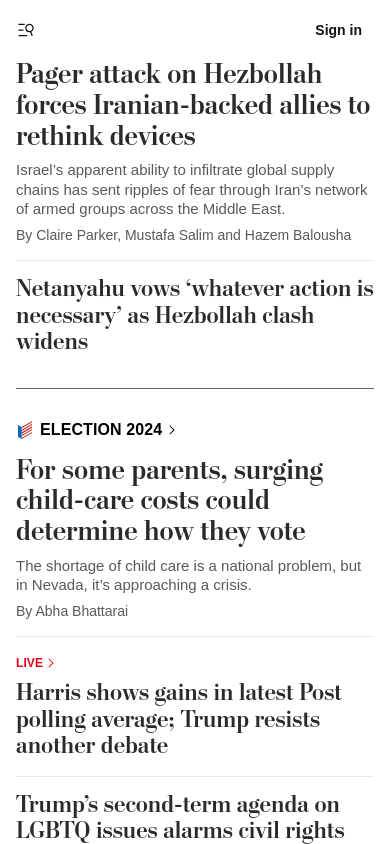 Sign in
Pager attack on Hezbollah
forces Iranian-backed allies to
rethink devices
Israel’s apparent ability to infiltrate global supply
chains has sent ripples of fear through Iran’s network
of armed groups across the Middle East.
By Claire Parker, Mustafa Salim and Hazem Balousha
Netanyahu vows ‘whatever action is
necessary’ as Hezbollah clash
widens
ELECTION 2024
For some parents, surging
child-care costs could
determine how they vote
The shortage of child care is a national problem, but
in Nevada, it’s approaching a crisis.
By Abha Bhattarai
LIVE
Harris shows gains in latest Post
polling average; Trump resists
another debate
Trump’s second-term agenda on
LGBTQ issues alarms civil rights